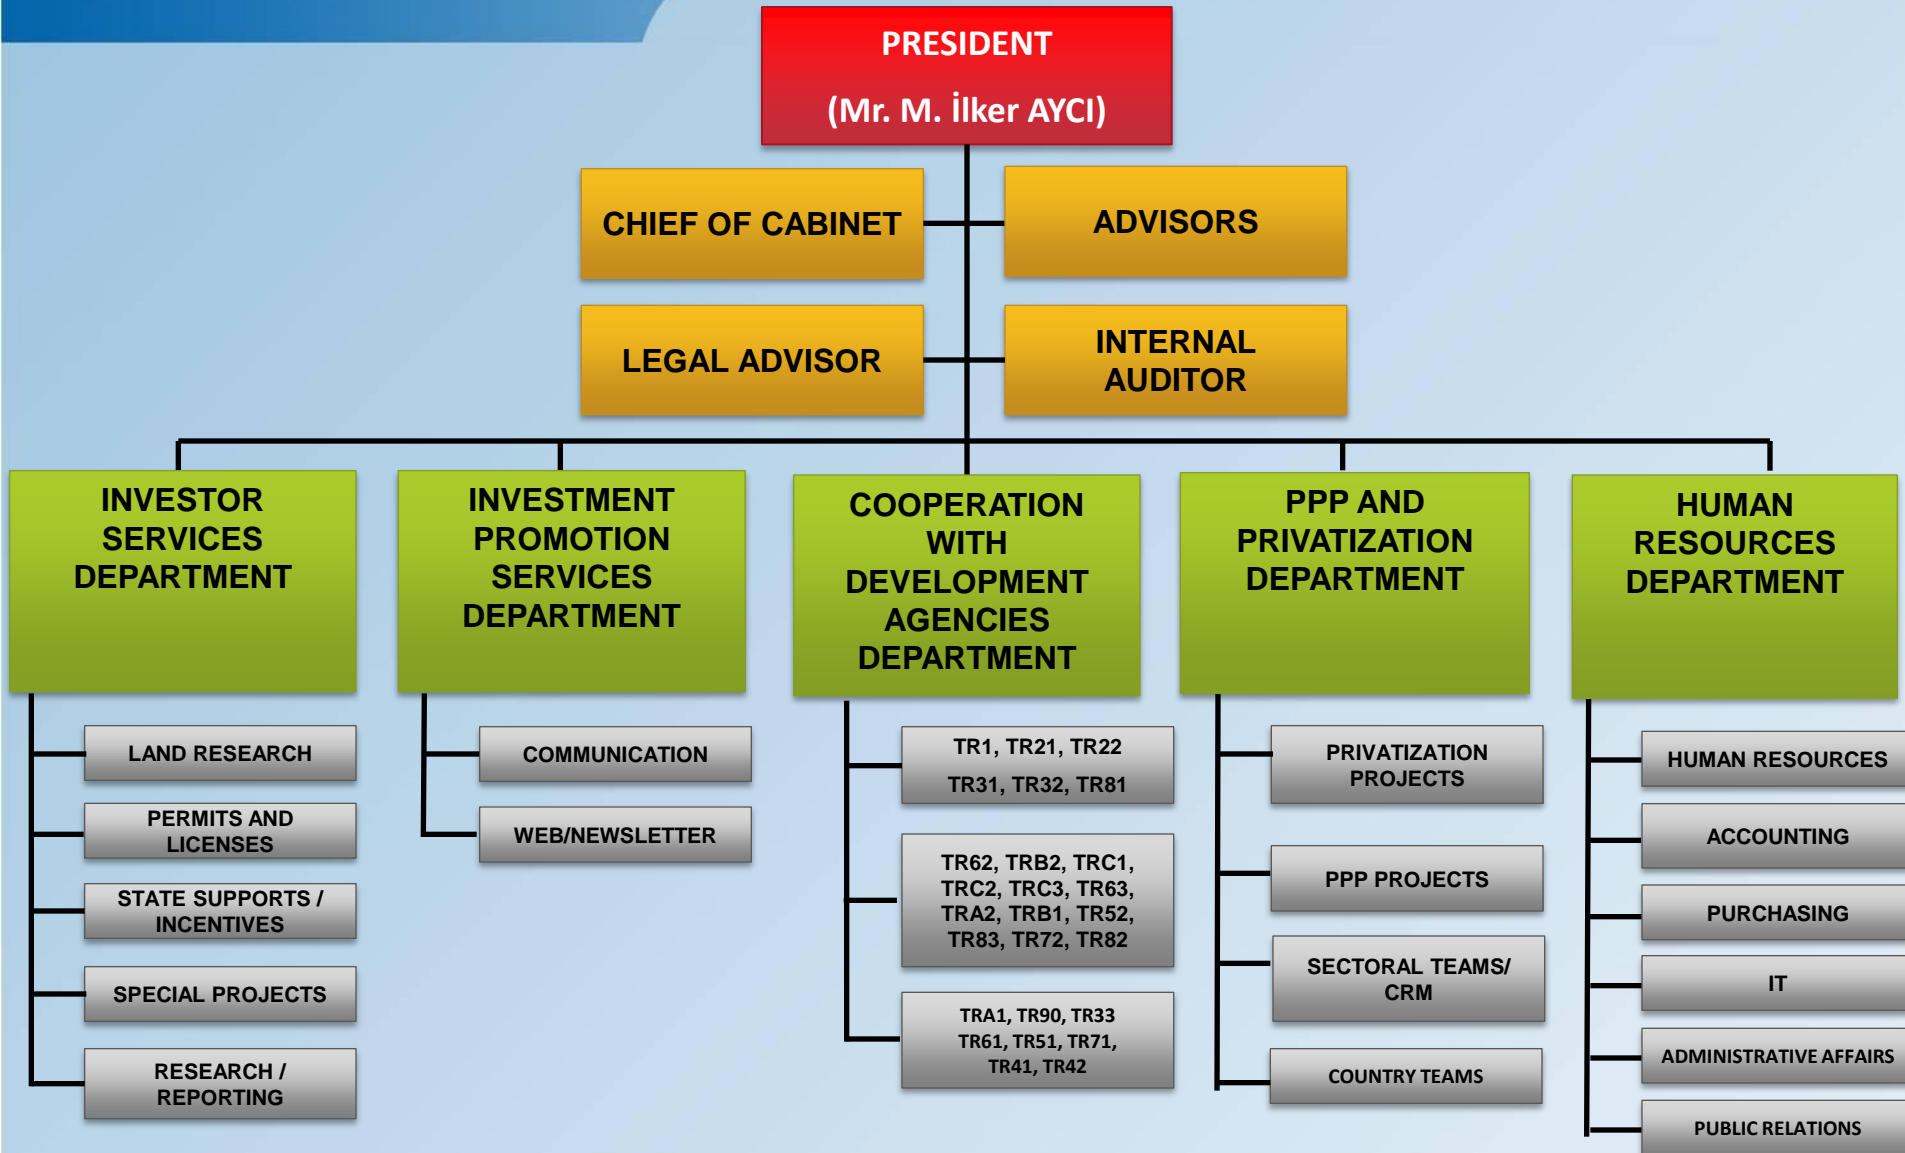 PRESIDENT
(Mr. M. İlker AYCI)
CHIEF OF CABINET
ADVISORS
LEGAL ADVISOR
INTERNAL
AUDITOR
INVESTOR
SERVICES
DEPARTMENT
LAND RESEARCH
PERMITS AND
LICENSES
STATE SUPPORTS /
INCENTIVES
SPECIAL PROJECTS
RESEARCH /
REPORTING
INVESTMENT
PROMOTION
SERVICES
DEPARTMENT
COMMUNICATION
WEB/NEWSLETTER
COOPERATION
WITH
DEVELOPMENT
AGENCIES
DEPARTMENT
TR1, TR21, TR22
TR31, TR32, TR81
TR62, TRB2, TRC1,
TRC2, TRC3, TR63,
TRA2, TRB1, TR52,
TR83, TR72, TR82
TRA1, TR90, TR33
TR61, TR51, TR71,
TR41, TR42
PPP AND
PRIVATIZATION
DEPARTMENT
PRIVATIZATION
PROJECTS
PPP PROJECTS
SECTORAL TEAMS/
CRM
COUNTRY TEAMS
HUMAN
RESOURCES
DEPARTMENT
HUMAN RESOURCES
ACCOUNTING
PURCHASING
IT
ADMINISTRATIVE AFFAIRS
PUBLIC RELATIONS